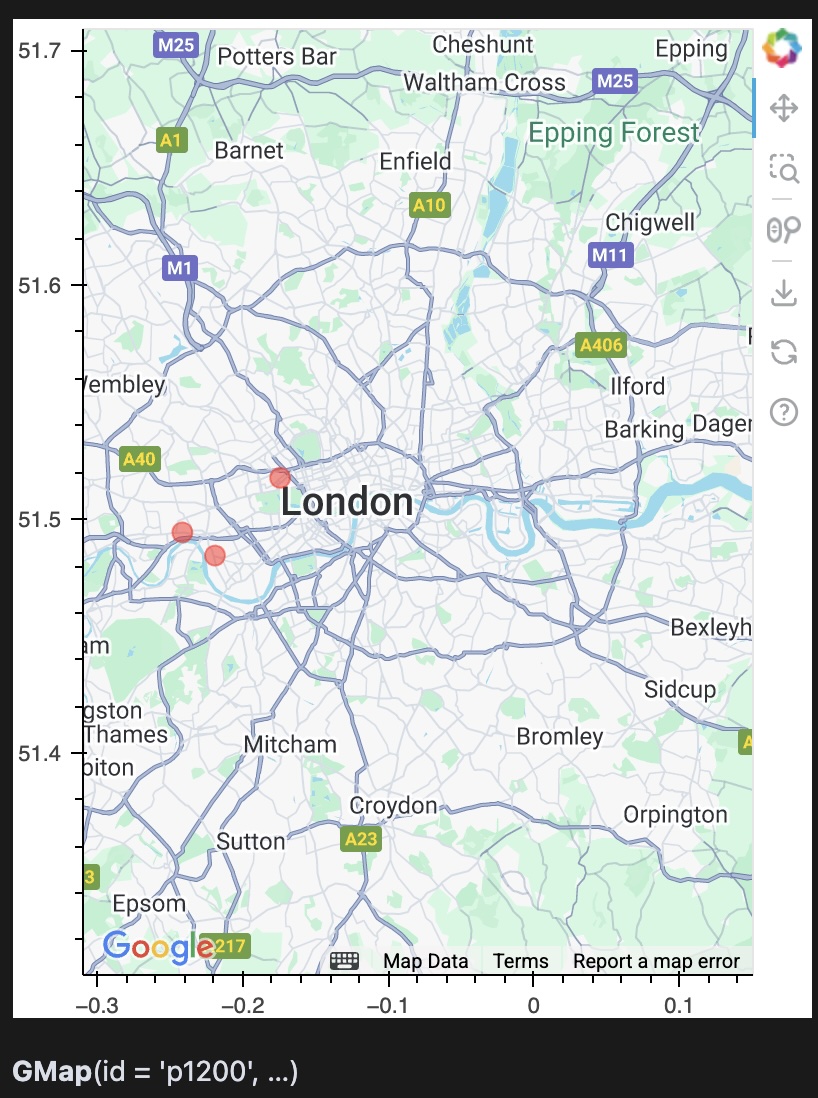 51.7
M25
Potters Bar
Cheshunt
Epping
Waltham Cross
M25
A1
Barnet
Enfield
Epping Forest
A10
Chigwell
M11
M1
51.6
A406
Wembley
Ilford
Barking
Dager
A40
London
51.5
Bexleyh
am
Sidcup
gston
Thames
Mitcham
Bromley
A
51.4
biton
Croydon
Orpington
Sutton
A23
3
Epsom
Google
217
Map Data
Terms
Report a map error
−0.3
−0.2
−0.1
0
0.1
GMap(id = 'p1200', ...)